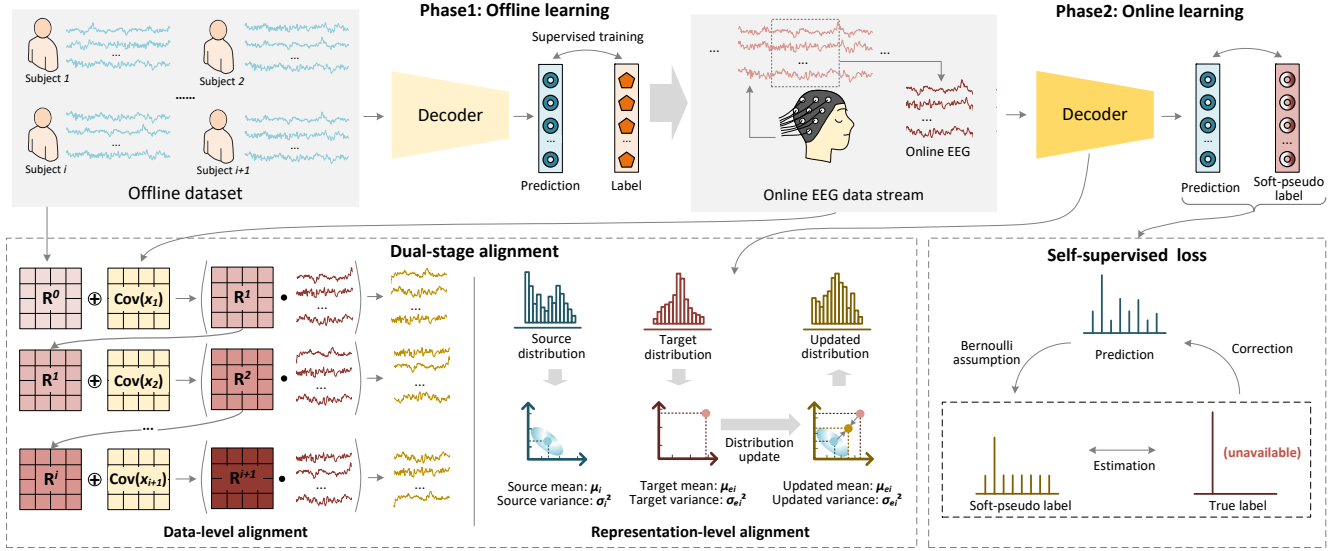 Phase1: Offline learning
Phase2: Online learning
Subject 1
...
Subject 2
...
......
Subject i
...
Subject i+1
...
Offline dataset
Decoder
Supervised training
...
...
Prediction
Label
...
...
...
...
Online EEG
Online EEG data stream
Decoder
...
...
Prediction
Soft-pseudo
label
Dual-stage alignment
R⁰ ⊕ Cov(x₁) ( R¹ •
...
...
R¹ ⊕ Cov(x₂) ( R² •
...
...
...
Rⁱ ⊕ Cov(xᵢ₊₁) ( Rⁱ⁺¹ •
...
...
Data-level alignment
Source
distribution
Target
distribution
Updated
distribution
Distribution
update
Source mean: μᵢ
Source variance: σᵢ²
Target mean: μₑᵢ
Target variance: σₑᵢ²
Updated mean: μₑᵢ
Updated variance: σₑᵢ²
Representation-level alignment
Self-supervised loss
Bernoulli
assumption
Prediction
Correction
Estimation
(unavailable)
Soft-pseudo label
True label